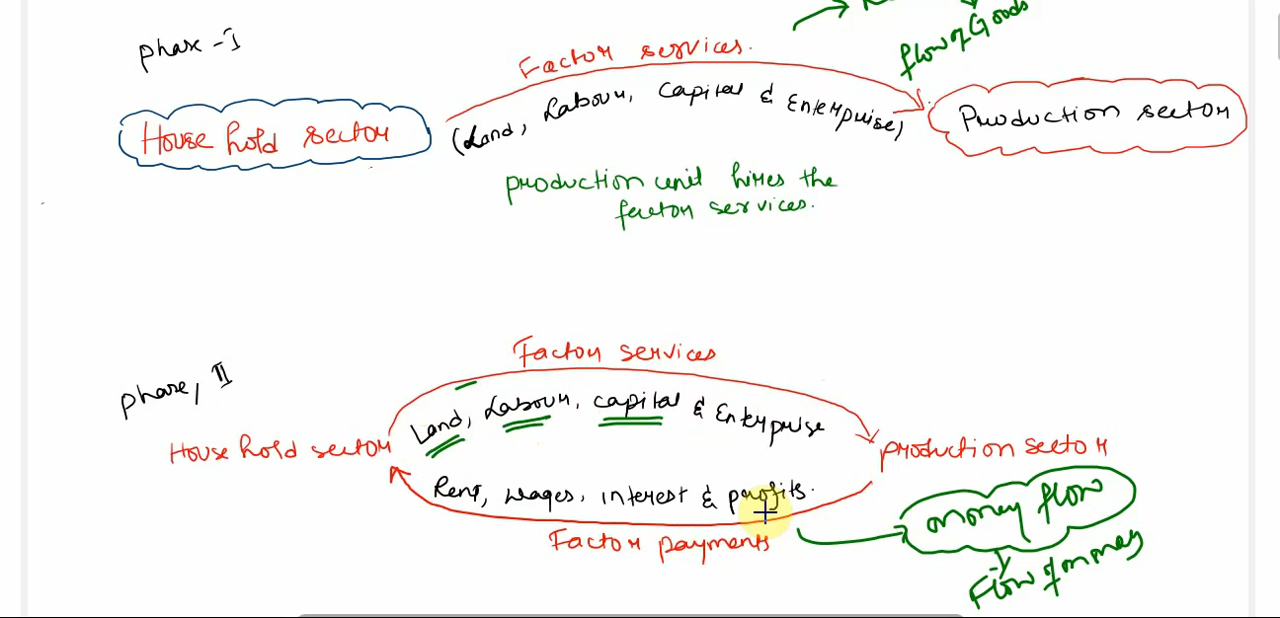 phase - I
Factor services.
flow of Goods
House hold sector
(Land, Labour, Capital & Enterprise)
Production sector
production unit hires the
factor services.
phase, II
Factor services
Land, Labour, capital & Enterprise
House hold sector
production sector
Rent, wages, interest & profits.
money flow
Factor payments
Flow of money